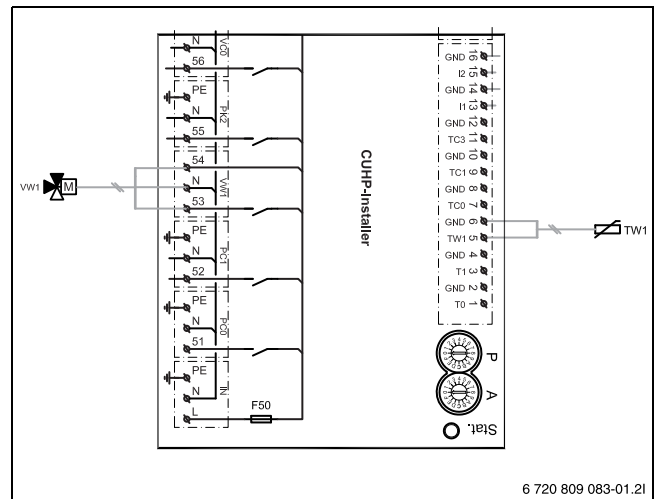 N
VC0
56
PE
N
PK2
55
54
N
VW1
53
PE
N
PC1
52
PE
N
PC0
51
PE
N
IN
L
F50
VW1
M
CUHP-Installer
GND 16
I2 15
GND 14
I1 13
GND 12
TC3 11
GND 10
TC1 9
GND 8
TC0 7
GND 6
TW1 5
GND 4
T1 3
GND 2
T0 1
TW1
P
A
Stat.
6 720 809 083-01.2I